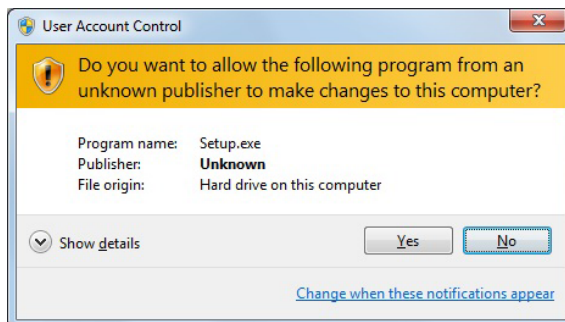 User Account Control
Do you want to allow the following program from an
unknown publisher to make changes to this computer?
Program name: Setup.exe
Publisher: Unknown
File origin: Hard drive on this computer
Show details
Yes No
Change when these notifications appear